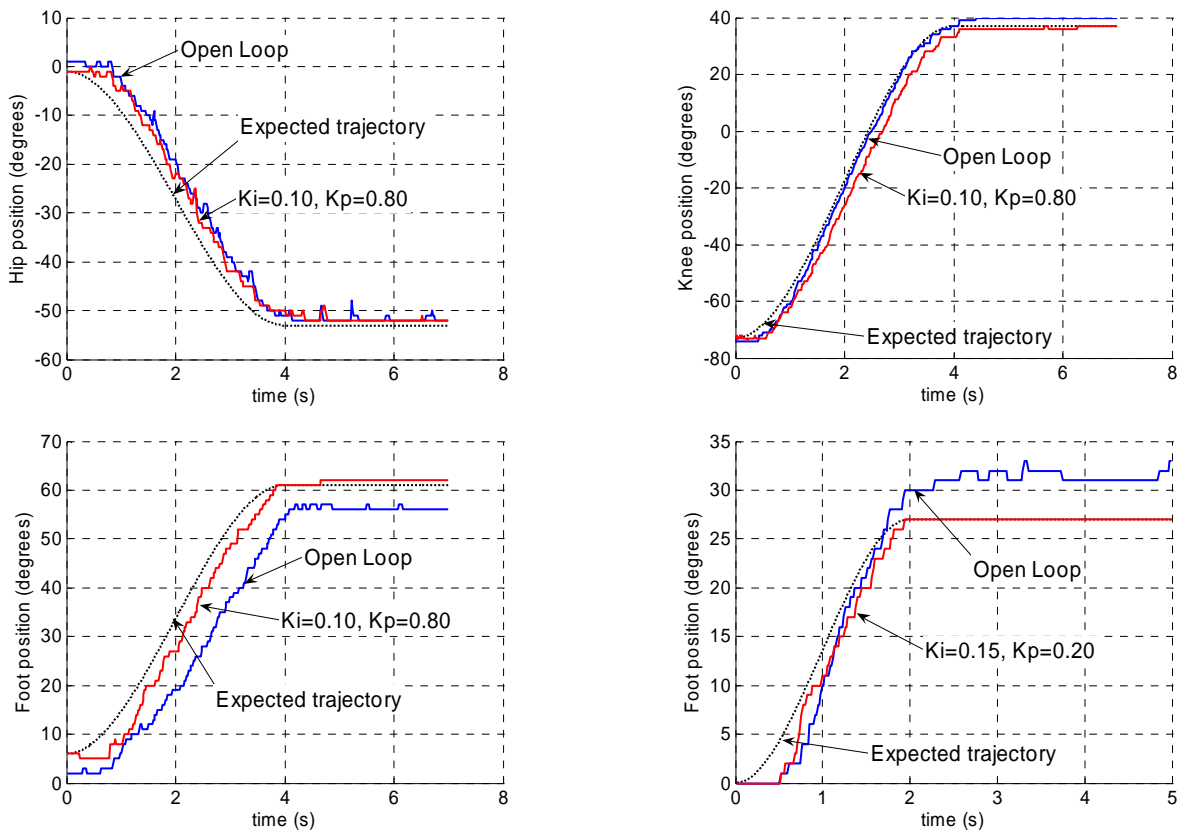 10
0
-10
-20
-30
-40
-50
-60
Hip position (degrees)
Open Loop
Expected trajectory
Ki=0.10, Kp=0.80
0 2 4 6 8
time (s)
40
20
0
-20
-40
-60
-80
Knee position (degrees)
Open Loop
Ki=0.10, Kp=0.80
Expected trajectory
0 2 4 6 8
time (s)
70
60
50
40
30
20
10
0
Foot position (degrees)
Open Loop
Ki=0.10, Kp=0.80
Expected trajectory
0 2 4 6 8
time (s)
35
30
25
20
15
10
5
0
Foot position (degrees)
Open Loop
Ki=0.15, Kp=0.20
Expected trajectory
0 1 2 3 4 5
time (s)